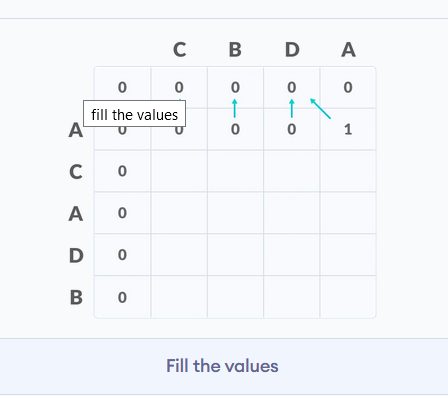 C B D A
0 0 0 0 0
fill the values
A 0 0 0 0 1
C 0
A 0
D 0
B 0
Fill the values